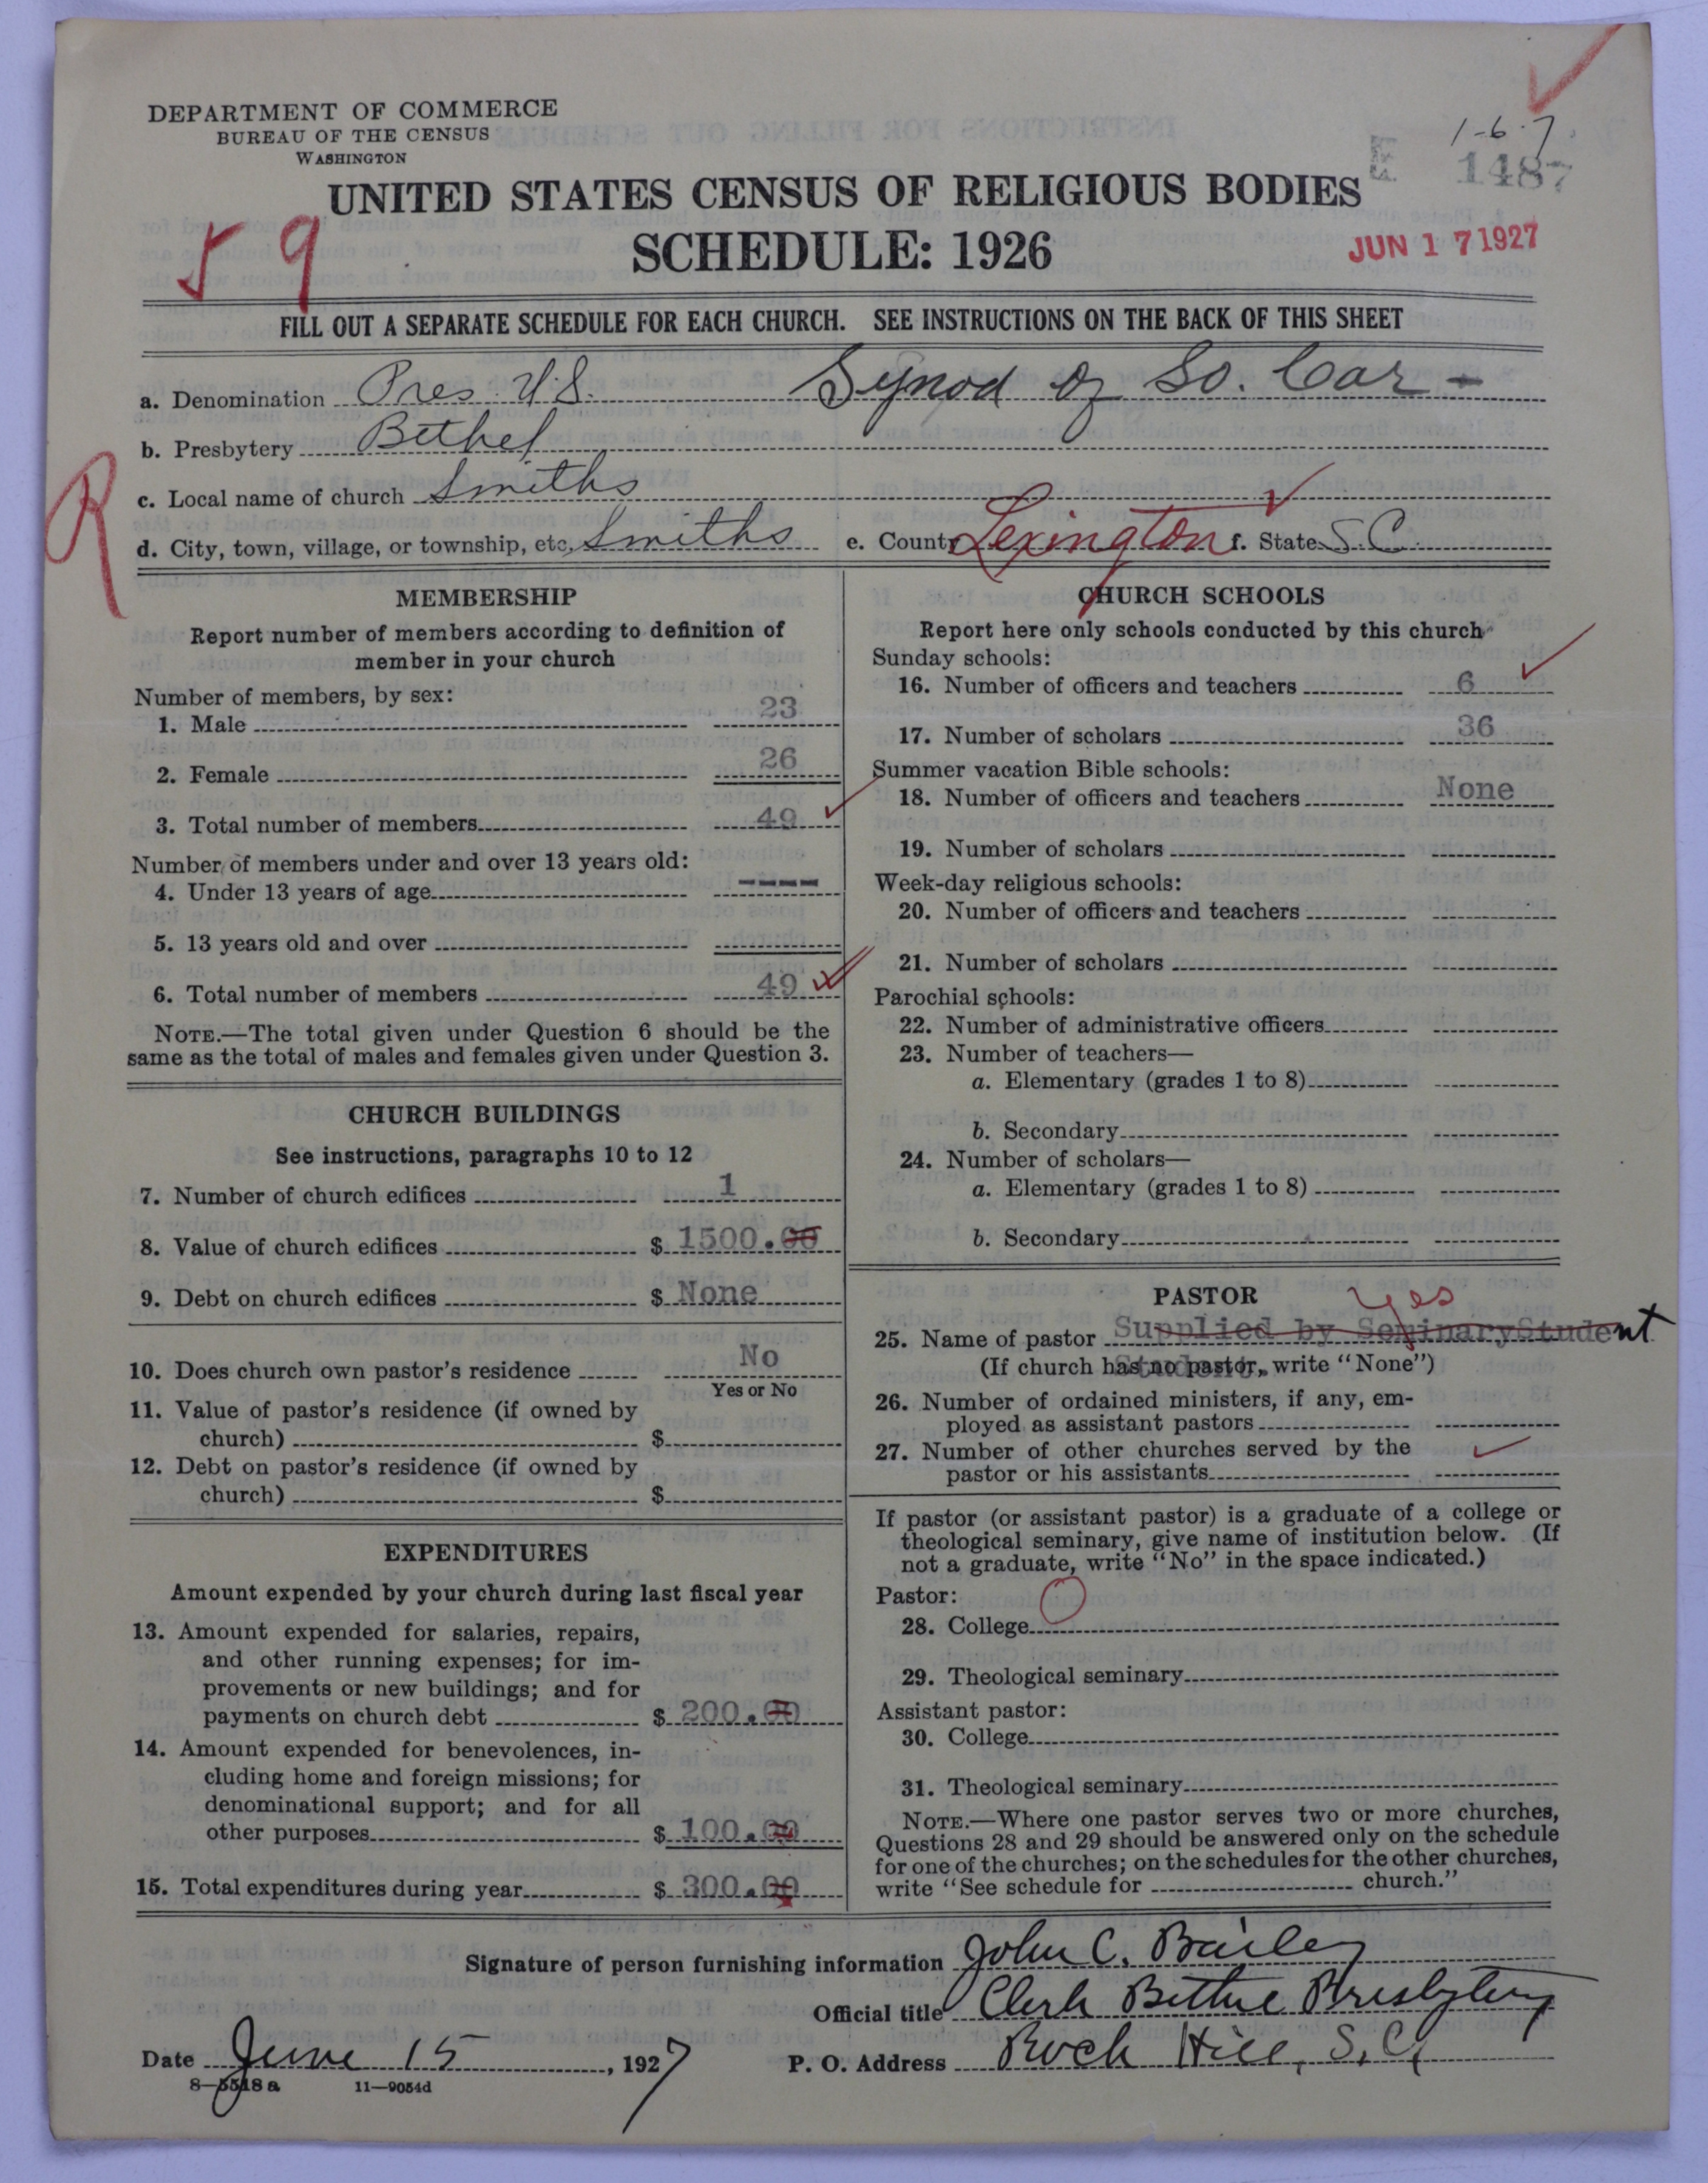 DEPARTMENT OF COMMERCE
BUREAU OF THE CENSUS
WASHINGTON
1-6-7
1487
UNITED STATES CENSUS OF RELIGIOUS BODIES
SCHEDULE: 1926
JUN 17 1927
9
FILL OUT A SEPARATE SCHEDULE FOR EACH CHURCH. SEE INSTRUCTIONS ON THE BACK OF THIS SHEET
a. Denomination Pres. U.S. Synod of So. Car -
b. Presbytery Bethel
R
c. Local name of church Smiths
d. City, town, village, or township, etc. Smiths e. County Lexington f. State S.C.
MEMBERSHIP
Report number of members according to definition of
member in your church
Number of members, by sex:
1. Male 23
2. Female 26
3. Total number of members 49
Number of members under and over 13 years old:
4. Under 13 years of age ----
5. 13 years old and over
6. Total number of members 49
NOTE.—The total given under Question 6 should be the
same as the total of males and females given under Question 3.
CHURCH BUILDINGS
See instructions, paragraphs 10 to 12
7. Number of church edifices 1
8. Value of church edifices $ 1500.00
9. Debt on church edifices $ None
10. Does church own pastor's residence No
Yes or No
11. Value of pastor's residence (if owned by
church) $
12. Debt on pastor's residence (if owned by
church) $
EXPENDITURES
Amount expended by your church during last fiscal year
13. Amount expended for salaries, repairs,
and other running expenses; for im-
provements or new buildings; and for
payments on church debt $ 200.00
14. Amount expended for benevolences, in-
cluding home and foreign missions; for
denominational support; and for all
other purposes $ 100.00
15. Total expenditures during year $ 300.00
CHURCH SCHOOLS
Report here only schools conducted by this church
Sunday schools:
16. Number of officers and teachers 6
17. Number of scholars 36
Summer vacation Bible schools:
18. Number of officers and teachers None
19. Number of scholars
Week-day religious schools:
20. Number of officers and teachers
21. Number of scholars
Parochial schools:
22. Number of administrative officers
23. Number of teachers—
a. Elementary (grades 1 to 8)
b. Secondary
24. Number of scholars—
a. Elementary (grades 1 to 8)
b. Secondary
PASTOR
Yes
25. Name of pastor Supplied by Seminary Student
(If church has no pastor, write "None") Student.
26. Number of ordained ministers, if any, em-
ployed as assistant pastors
27. Number of other churches served by the
pastor or his assistants
If pastor (or assistant pastor) is a graduate of a college or
theological seminary, give name of institution below. (If
not a graduate, write "No" in the space indicated.)
Pastor:
28. College
29. Theological seminary
Assistant pastor:
30. College
31. Theological seminary
NOTE.—Where one pastor serves two or more churches,
Questions 28 and 29 should be answered only on the schedule
for one of the churches; on the schedules for the other churches,
write "See schedule for church."
Signature of person furnishing information John C. Bailey
Official title Clerk Bethel Presbytery
Date June 15, 1927 P. O. Address Rock Hill, S.C.
8—5518 a 11—9054d